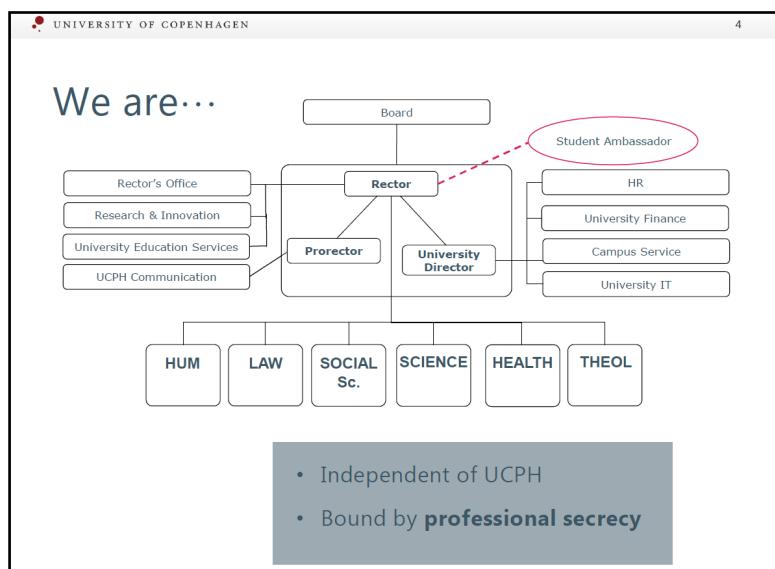 UNIVERSITY OF COPENHAGEN
4
We are…
Board
Student Ambassador
Rector's Office
Rector
HR
Research & Innovation
University Finance
University Education Services
Prorector
University
Director
Campus Service
UCPH Communication
University IT
HUM
LAW
SOCIAL
Sc.
SCIENCE
HEALTH
THEOL
• Independent of UCPH
• Bound by professional secrecy